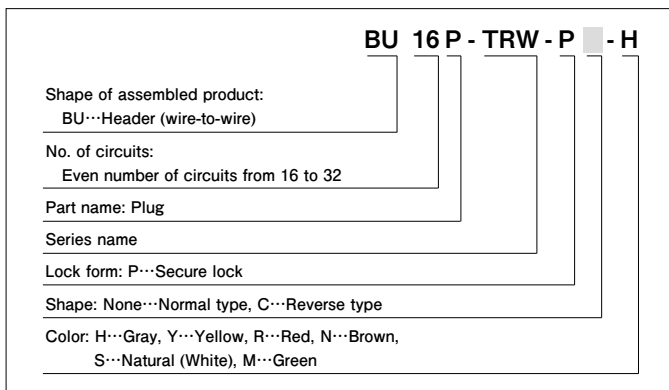 BU 16 P - TRW - P - H
Shape of assembled product:
BU…Header (wire-to-wire)
No. of circuits:
Even number of circuits from 16 to 32
Part name: Plug
Series name
Lock form: P…Secure lock
Shape: None…Normal type, C…Reverse type
Color: H…Gray, Y…Yellow, R…Red, N…Brown,
S…Natural (White), M…Green